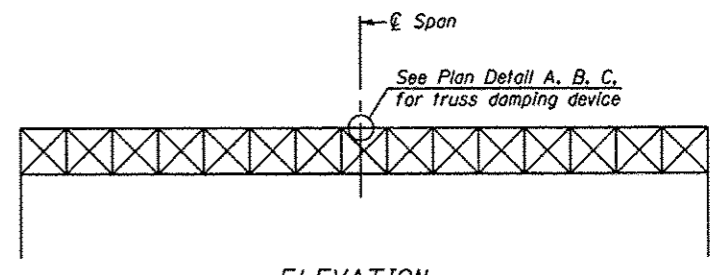 ℄ Span
See Plan Detail A. B. C.
for truss damping device
ELEVATION